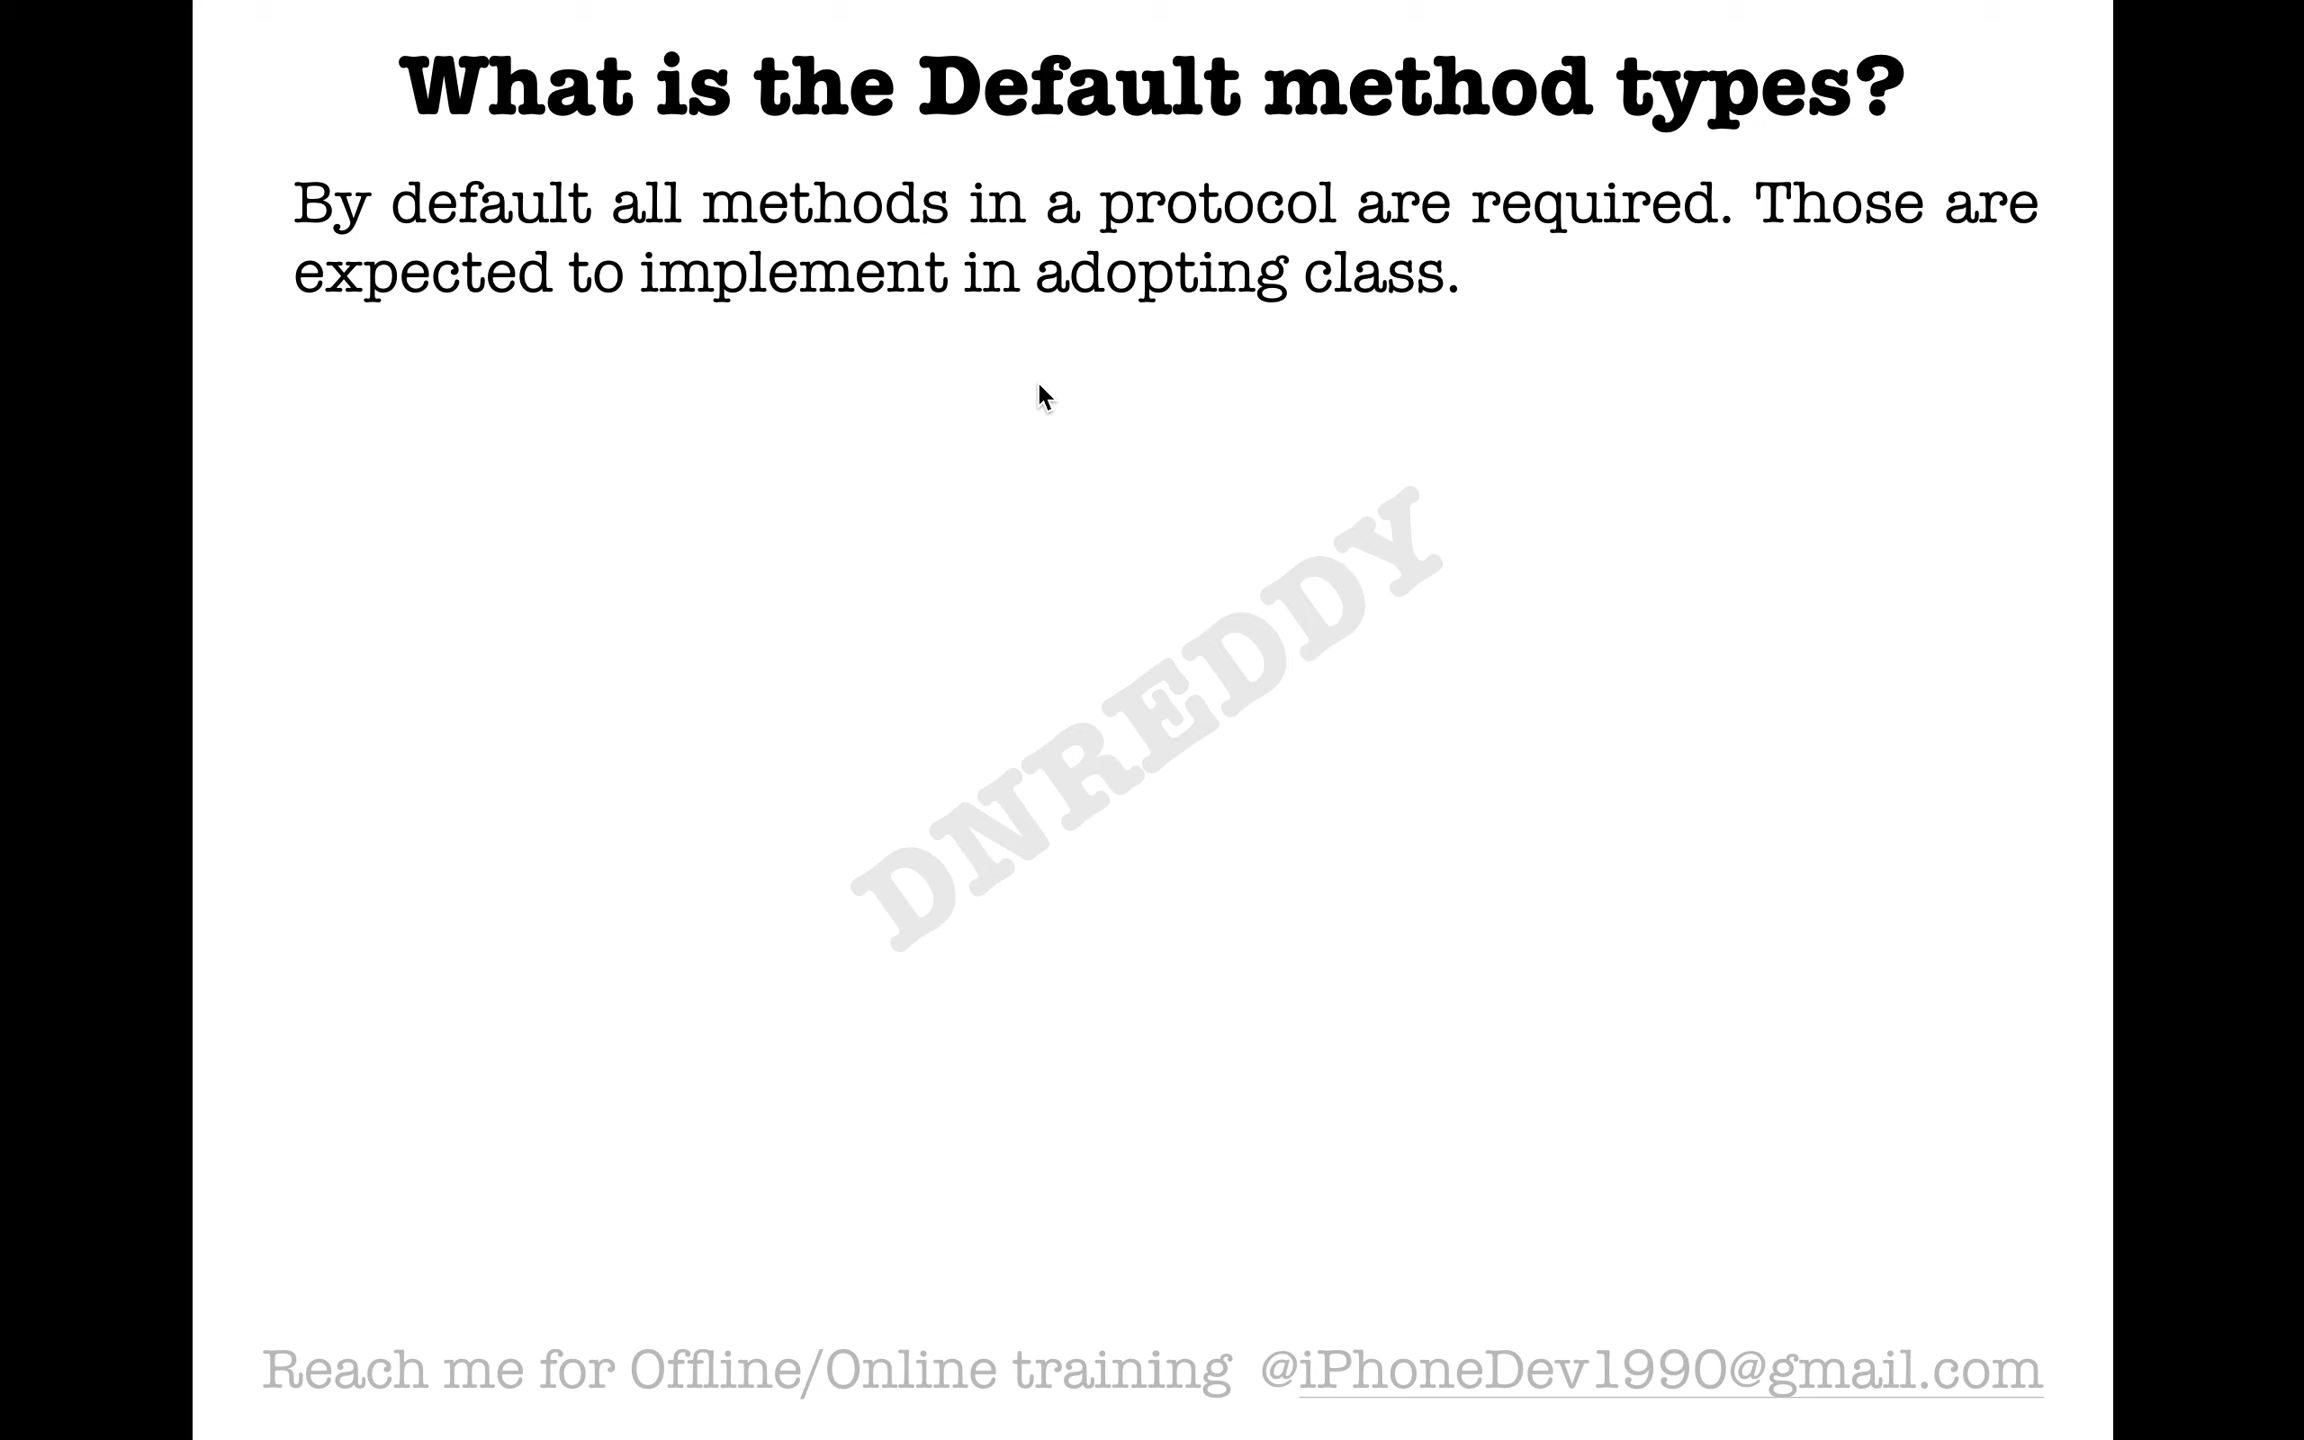 What is the Default method types?
By default all methods in a protocol are required. Those are
expected to implement in adopting class.
DNREDDY
Reach me for Offline/Online training @iPhoneDev1990@gmail.com